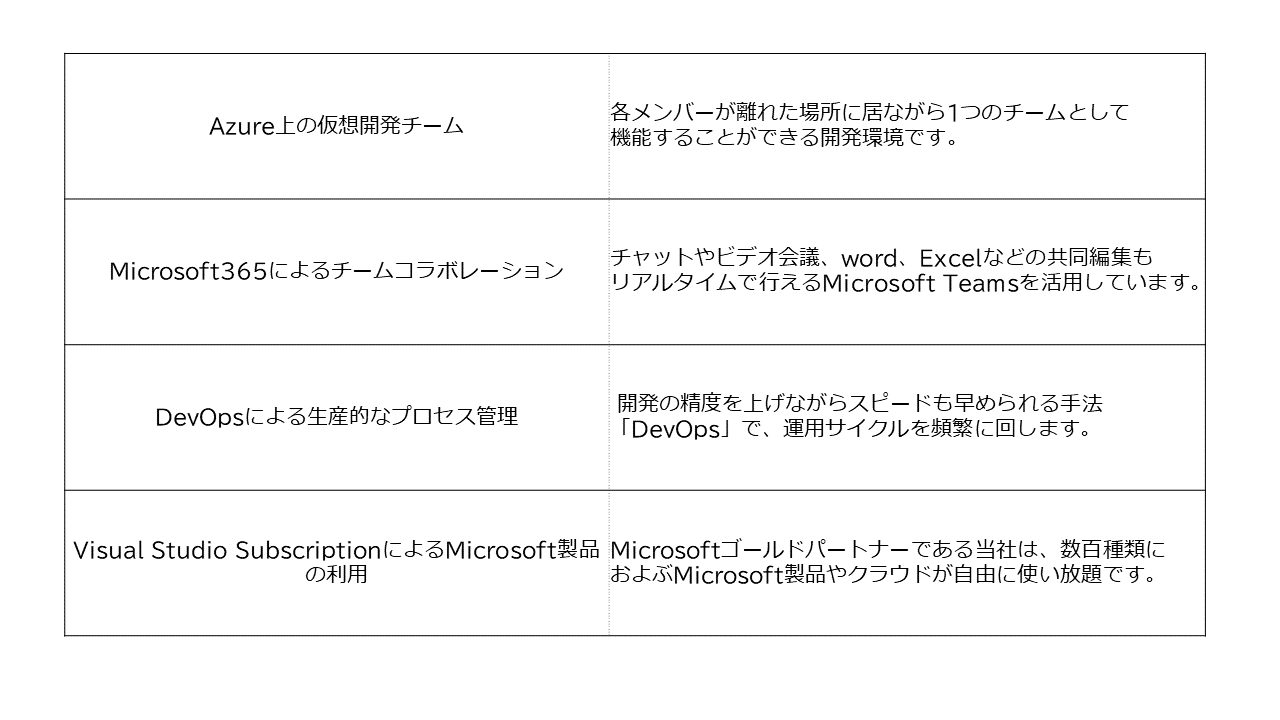 Azure上の仮想開発チーム
各メンバーが離れた場所に居ながら1つのチームとして
機能することができる開発環境です。
Microsoft365によるチームコラボレーション
チャットやビデオ会議、word、Excelなどの共同編集も
リアルタイムで行えるMicrosoft Teamsを活用しています。
DevOpsによる生産的なプロセス管理
開発の精度を上げながらスピードも早められる手法
「DevOps」で、運用サイクルを頻繁に回します。
Visual Studio SubscriptionによるMicrosoft製品
の利用
Microsoftゴールドパートナーである当社は、数百種類に
およぶMicrosoft製品やクラウドが自由に使い放題です。